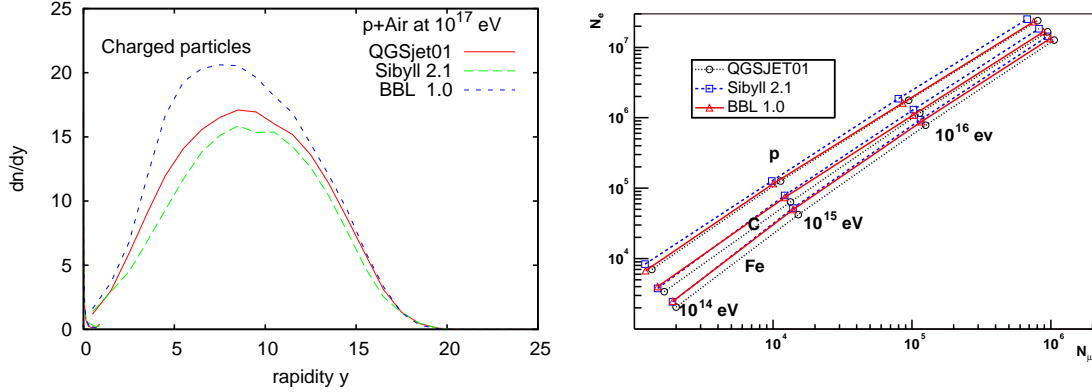 dn/dy
25
20
15
10
5
0
0 5 10 15 20 25
rapidity y
Charged particles
p+Air at 10^17 eV
QGSjet01
Sibyll 2.1
BBL 1.0
N_e
10^7
10^6
10^5
10^4
10^4 10^5 10^6
N_μ
QGSJET01
Sibyll 2.1
BBL 1.0
p
C
Fe
10^16 ev
10^15 eV
10^14 eV